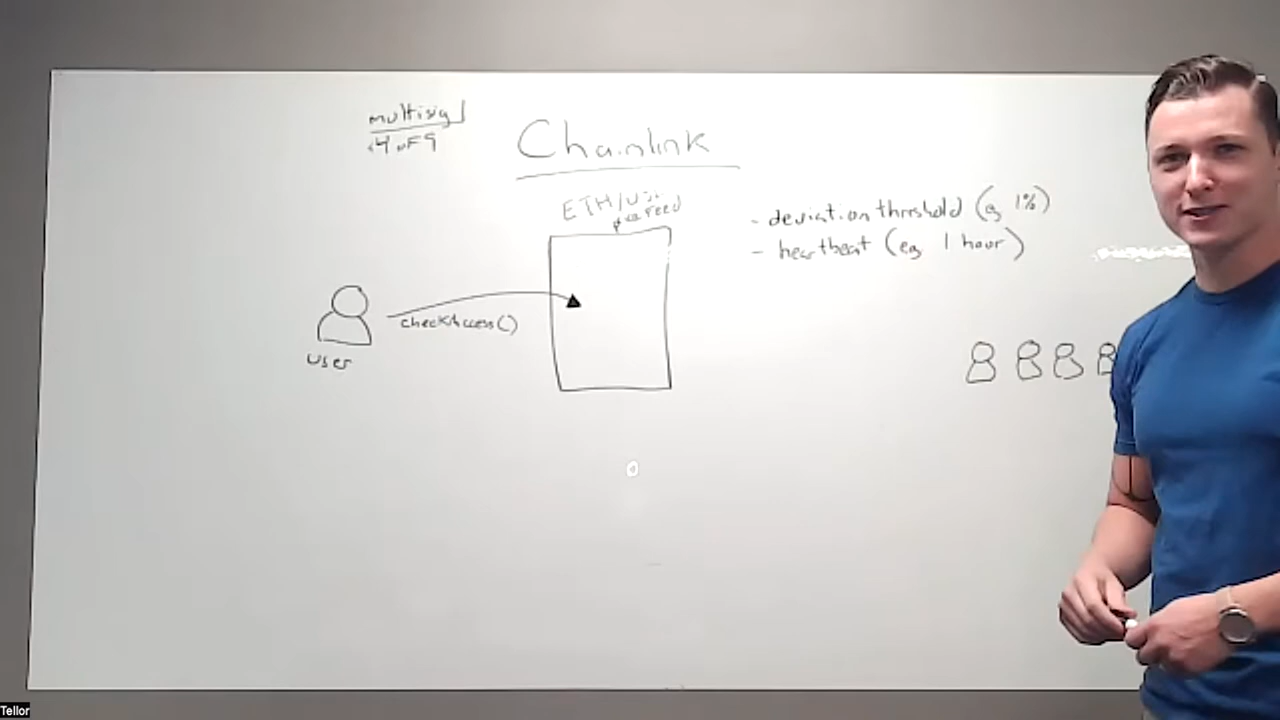 multisig
4 of 9
Chainlink
ETH/USD
feed
- deviation threshold (eg 1%)
- heartbeat (eg 1 hour)
checkAccess()
user
Tellor